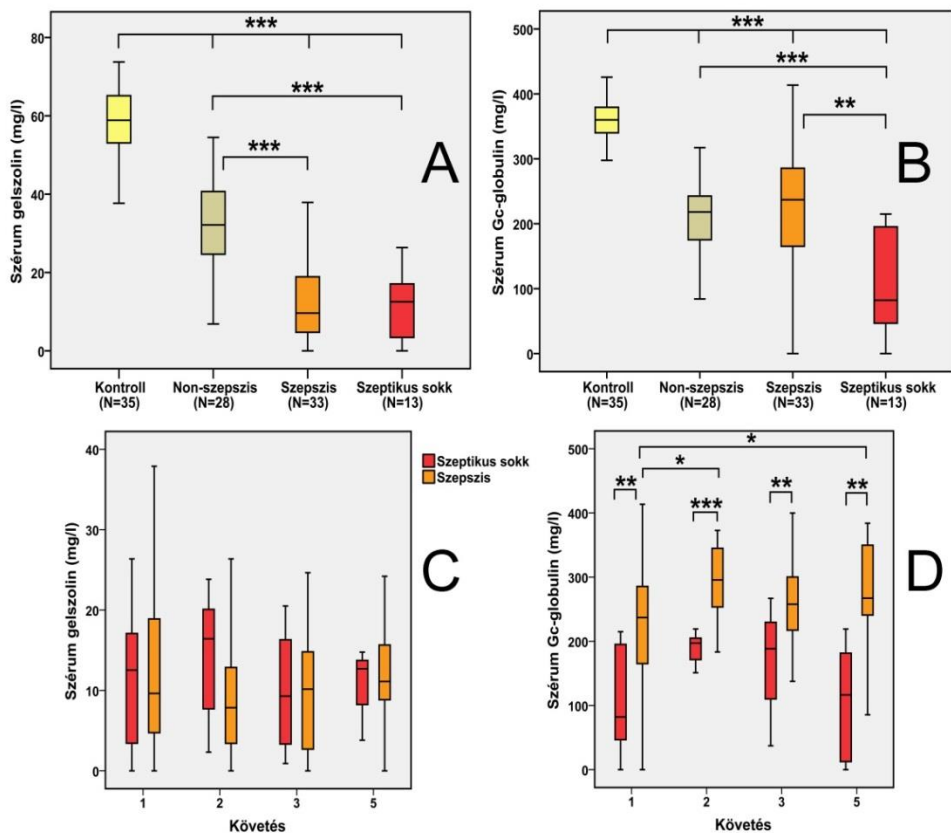 ***
***
***
A
Szérum gelszolin (mg/l)
80
60
40
20
0
Kontroll Non-szepszis Szepszis Szeptikus sokk
(N=35) (N=28) (N=33) (N=13)
***
***
**
B
Szérum Gc-globulin (mg/l)
500
400
300
200
100
0
Kontroll Non-szepszis Szepszis Szeptikus sokk
(N=35) (N=28) (N=33) (N=13)
Szeptikus sokk
Szepszis
C
Szérum gelszolin (mg/l)
40
30
20
10
0
1 2 3 5
Követés
*
*
** *** ** **
D
Szérum Gc-globulin (mg/l)
500
400
300
200
100
0
1 2 3 5
Követés